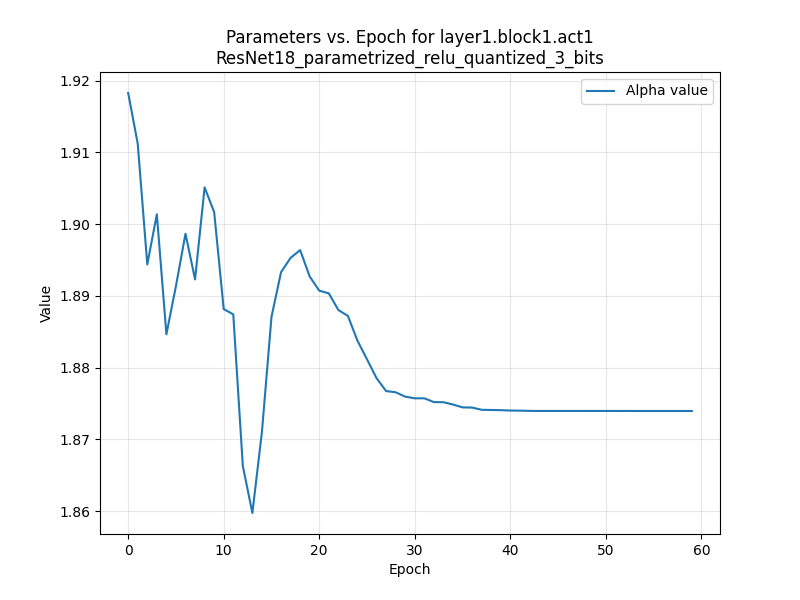 Parameters vs. Epoch for layer1.block1.act1
ResNet18_parametrized_relu_quantized_3_bits
Alpha value
1.92
1.91
1.90
1.89
1.88
1.87
1.86
Value
0 10 20 30 40 50 60
Epoch